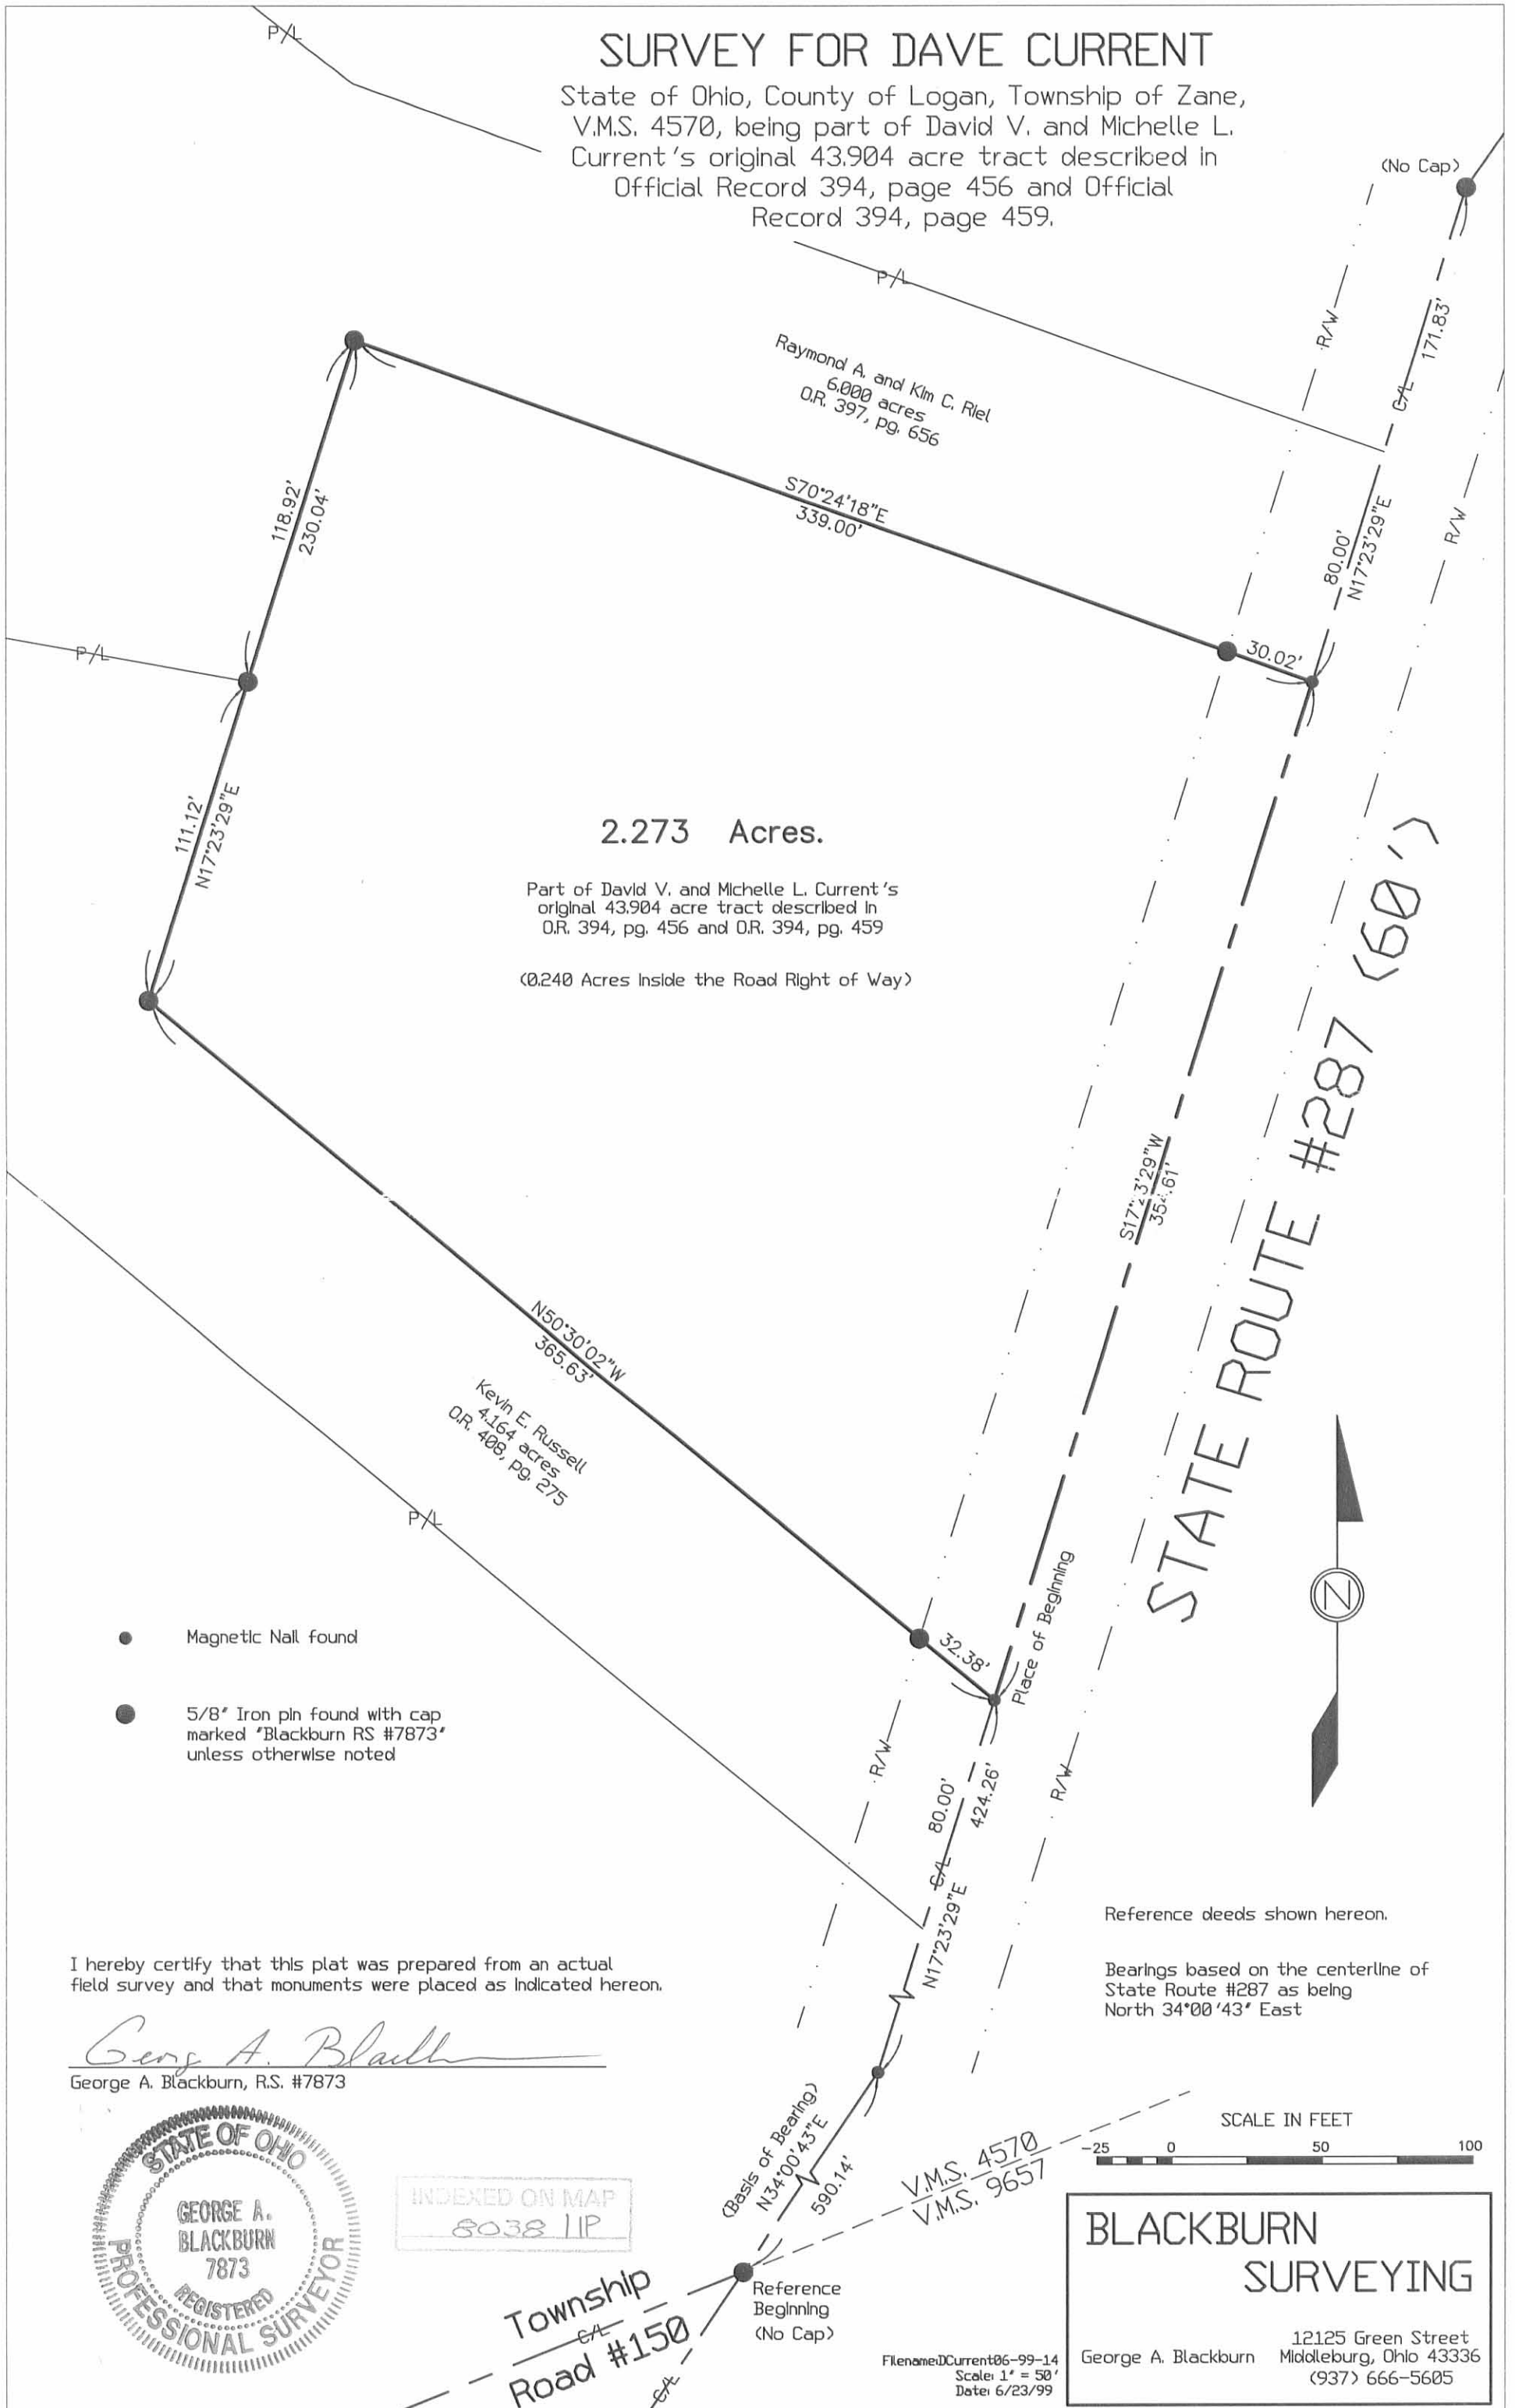 SURVEY FOR DAVE CURRENT
State of Ohio, County of Logan, Township of Zane,
V.M.S. 4570, being part of David V. and Michelle L.
Current's original 43.904 acre tract described in
Official Record 394, page 456 and Official
Record 394, page 459.
P/L
(No Cap)
P/L
R/W
C/L
171.83'
Raymond A. and Kim C. Riel
6.000 acres
O.R. 397, pg. 656
S70°24'18"E
339.00'
118.92'
230.04'
80.00'
N17°23'29"E
R/W
P/L
30.02'
111.12'
N17°23'29"E
2.273 Acres.
Part of David V. and Michelle L. Current's
original 43.904 acre tract described in
O.R. 394, pg. 456 and O.R. 394, pg. 459
(0.240 Acres Inside the Road Right of Way)
STATE ROUTE #287 (60')
N50°30'02"W
365.63'
Kevin E. Russell
4.164 acres
O.R. 408, pg. 275
P/L
Place of Beginning
32.38'
Magnetic Nail found
5/8" Iron pin found with cap
marked "Blackburn RS #7873"
unless otherwise noted
R/W
R/W
80.00'
424.26'
C/L
N17°23'29"E
N
Reference deeds shown hereon.
Bearings based on the centerline of
State Route #287 as being
North 34°00'43" East
I hereby certify that this plat was prepared from an actual
field survey and that monuments were placed as indicated hereon.
George A. Blackburn, R.S. #7873
STATE OF OHIO
GEORGE A.
BLACKBURN
7873
REGISTERED
PROFESSIONAL SURVEYOR
INDEXED ON MAP
8038 11P
(Basis of Bearing)
N34°00'43"E
590.14'
V.M.S. 4570
V.M.S. 9657
SCALE IN FEET
-25 0 50 100
Reference
Beginning
(No Cap)
Township
C/L
Road #150
C/L
Filename:DCurrent06-99-14
Scale: 1" = 50'
Date: 6/23/99
BLACKBURN
SURVEYING
George A. Blackburn
12125 Green Street
Middleburg, Ohio 43336
(937) 666-5605